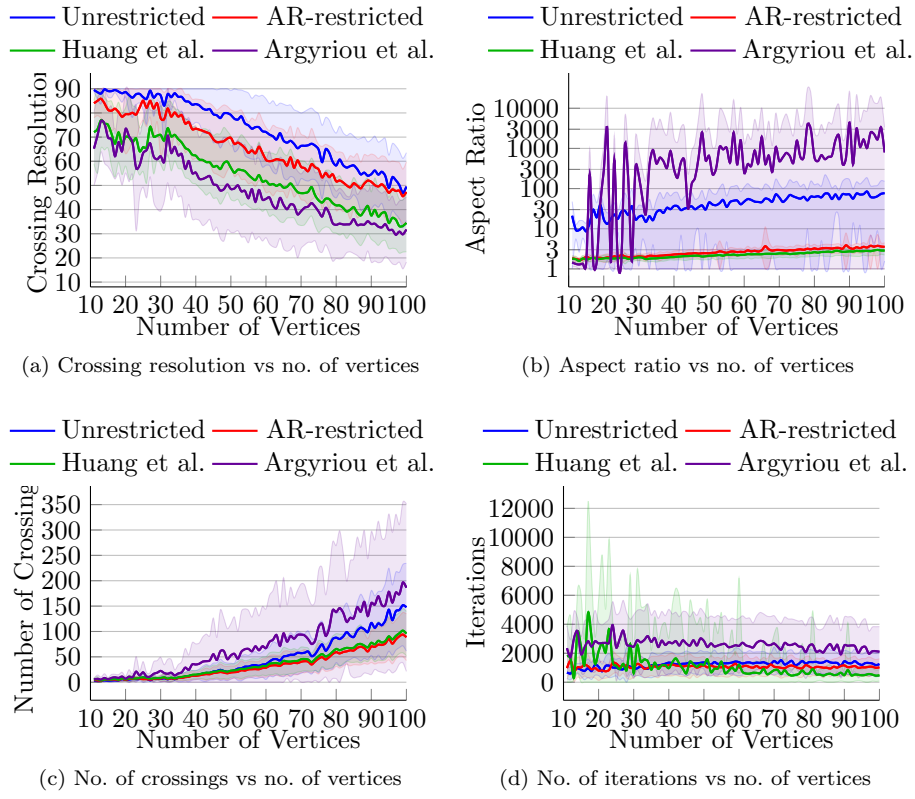 Unrestricted AR-restricted
Huang et al. Argyriou et al.
Crossing Resolution
90
80
70
60
50
40
30
20
10
10 20 30 40 50 60 70 80 90 100
Number of Vertices
(a) Crossing resolution vs no. of vertices
Unrestricted AR-restricted
Huang et al. Argyriou et al.
Aspect Ratio
10000
3000
1000
300
100
30
10
3
1
10 20 30 40 50 60 70 80 90 100
Number of Vertices
(b) Aspect ratio vs no. of vertices
Unrestricted AR-restricted
Huang et al. Argyriou et al.
Number of Crossing
350
300
250
200
150
100
50
0
10 20 30 40 50 60 70 80 90 100
Number of Vertices
(c) No. of crossings vs no. of vertices
Unrestricted AR-restricted
Huang et al. Argyriou et al.
Iterations
12000
10000
8000
6000
4000
2000
0
10 20 30 40 50 60 70 80 90 100
Number of Vertices
(d) No. of iterations vs no. of vertices